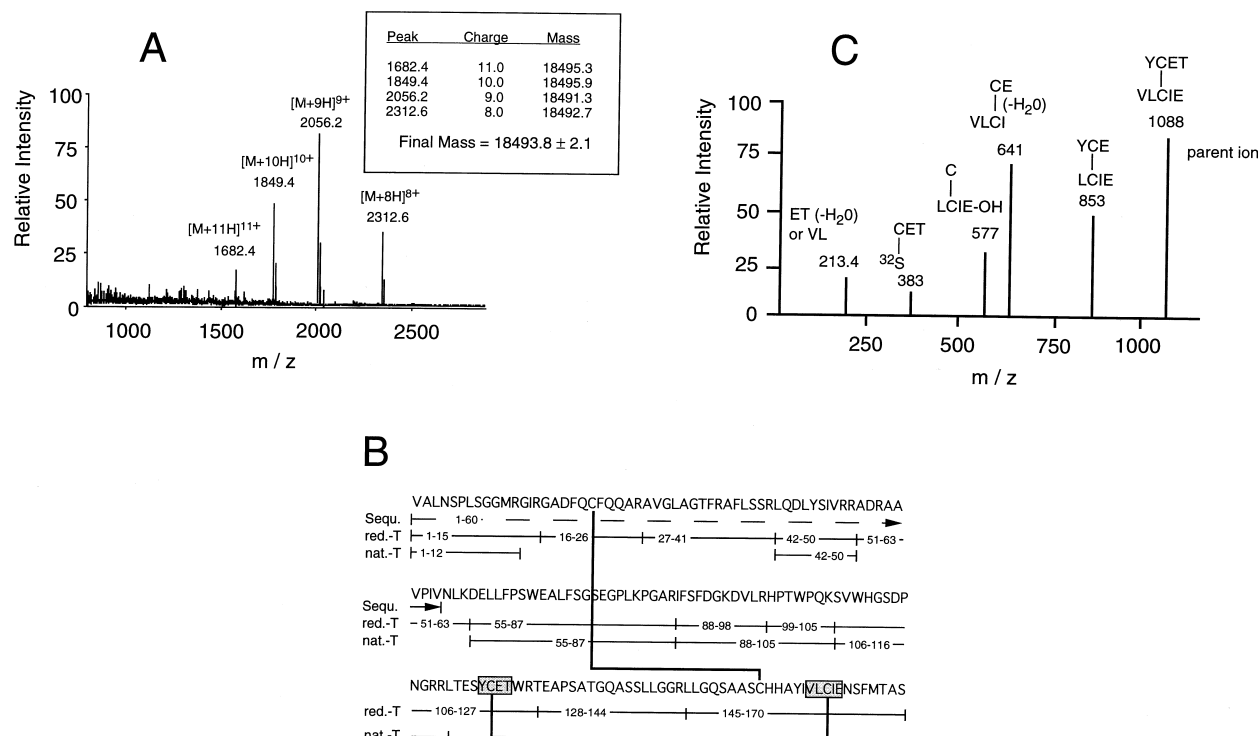 A
Peak Charge Mass
1682.4 11.0 18495.3
1849.4 10.0 18495.9
2056.2 9.0 18491.3
2312.6 8.0 18492.7
Final Mass = 18493.8 ± 2.1
Relative Intensity
100
75
50
25
0
[M+11H]11+
1682.4
[M+10H]10+
1849.4
[M+9H]9+
2056.2
[M+8H]8+
2312.6
1000 1500 2000 2500
m / z
C
Relative Intensity
100
75
50
25
0
ET (-H20)
or VL
213.4
CET
32S
383
C
LCIE-OH
577
CE
(-H20)
VLCI
641
YCE
LCIE
853
YCET
VLCIE
1088
parent ion
250 500 750 1000
m / z
B
VALNSPLSGGMRGIRGADFQCFQQARAVGLAGTFRAFLSSRLQDLYSIVRRADRAA
Sequ. 1-60
red.-T 1-15 16-26 27-41 42-50 51-63
nat.-T 1-12 42-50
VPIVNLKDELLFPSWEALFSGSEGPLKPGARIFSFDGKDVLRHPTWPQKSVWHGSDP
Sequ.
red.-T 51-63 55-87 88-98 99-105
nat.-T 55-87 88-105 106-116
NGRRLTESYCETWRTEAPSATGQASSLLGGRLLGQSAASCHHAYIVLCIENSFMTAS
red.-T 106-127 128-144 145-170
nat.-T